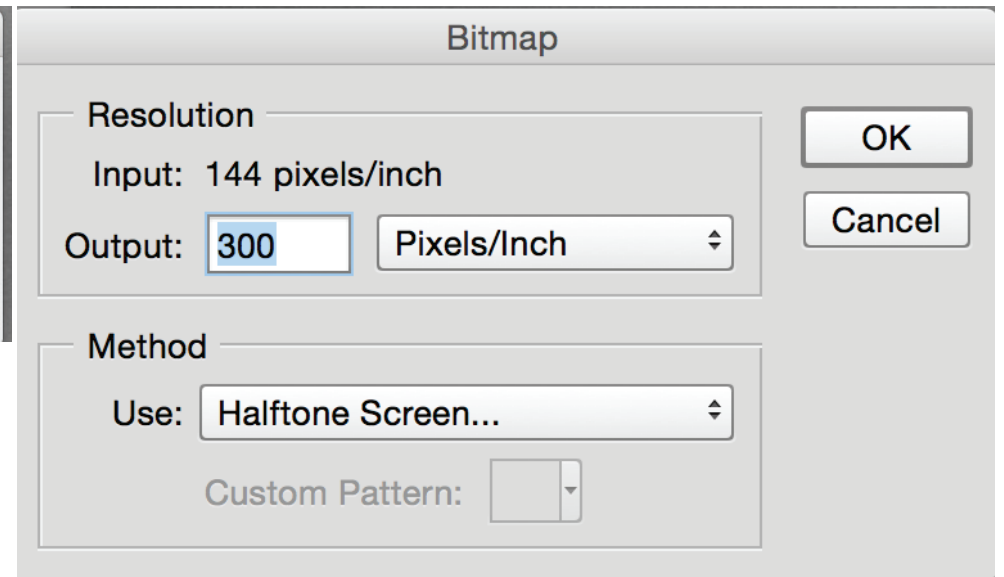 Bitmap
Resolution
Input: 144 pixels/inch
Output: 300 Pixels/Inch
Method
Use: Halftone Screen...
Custom Pattern:
OK
Cancel